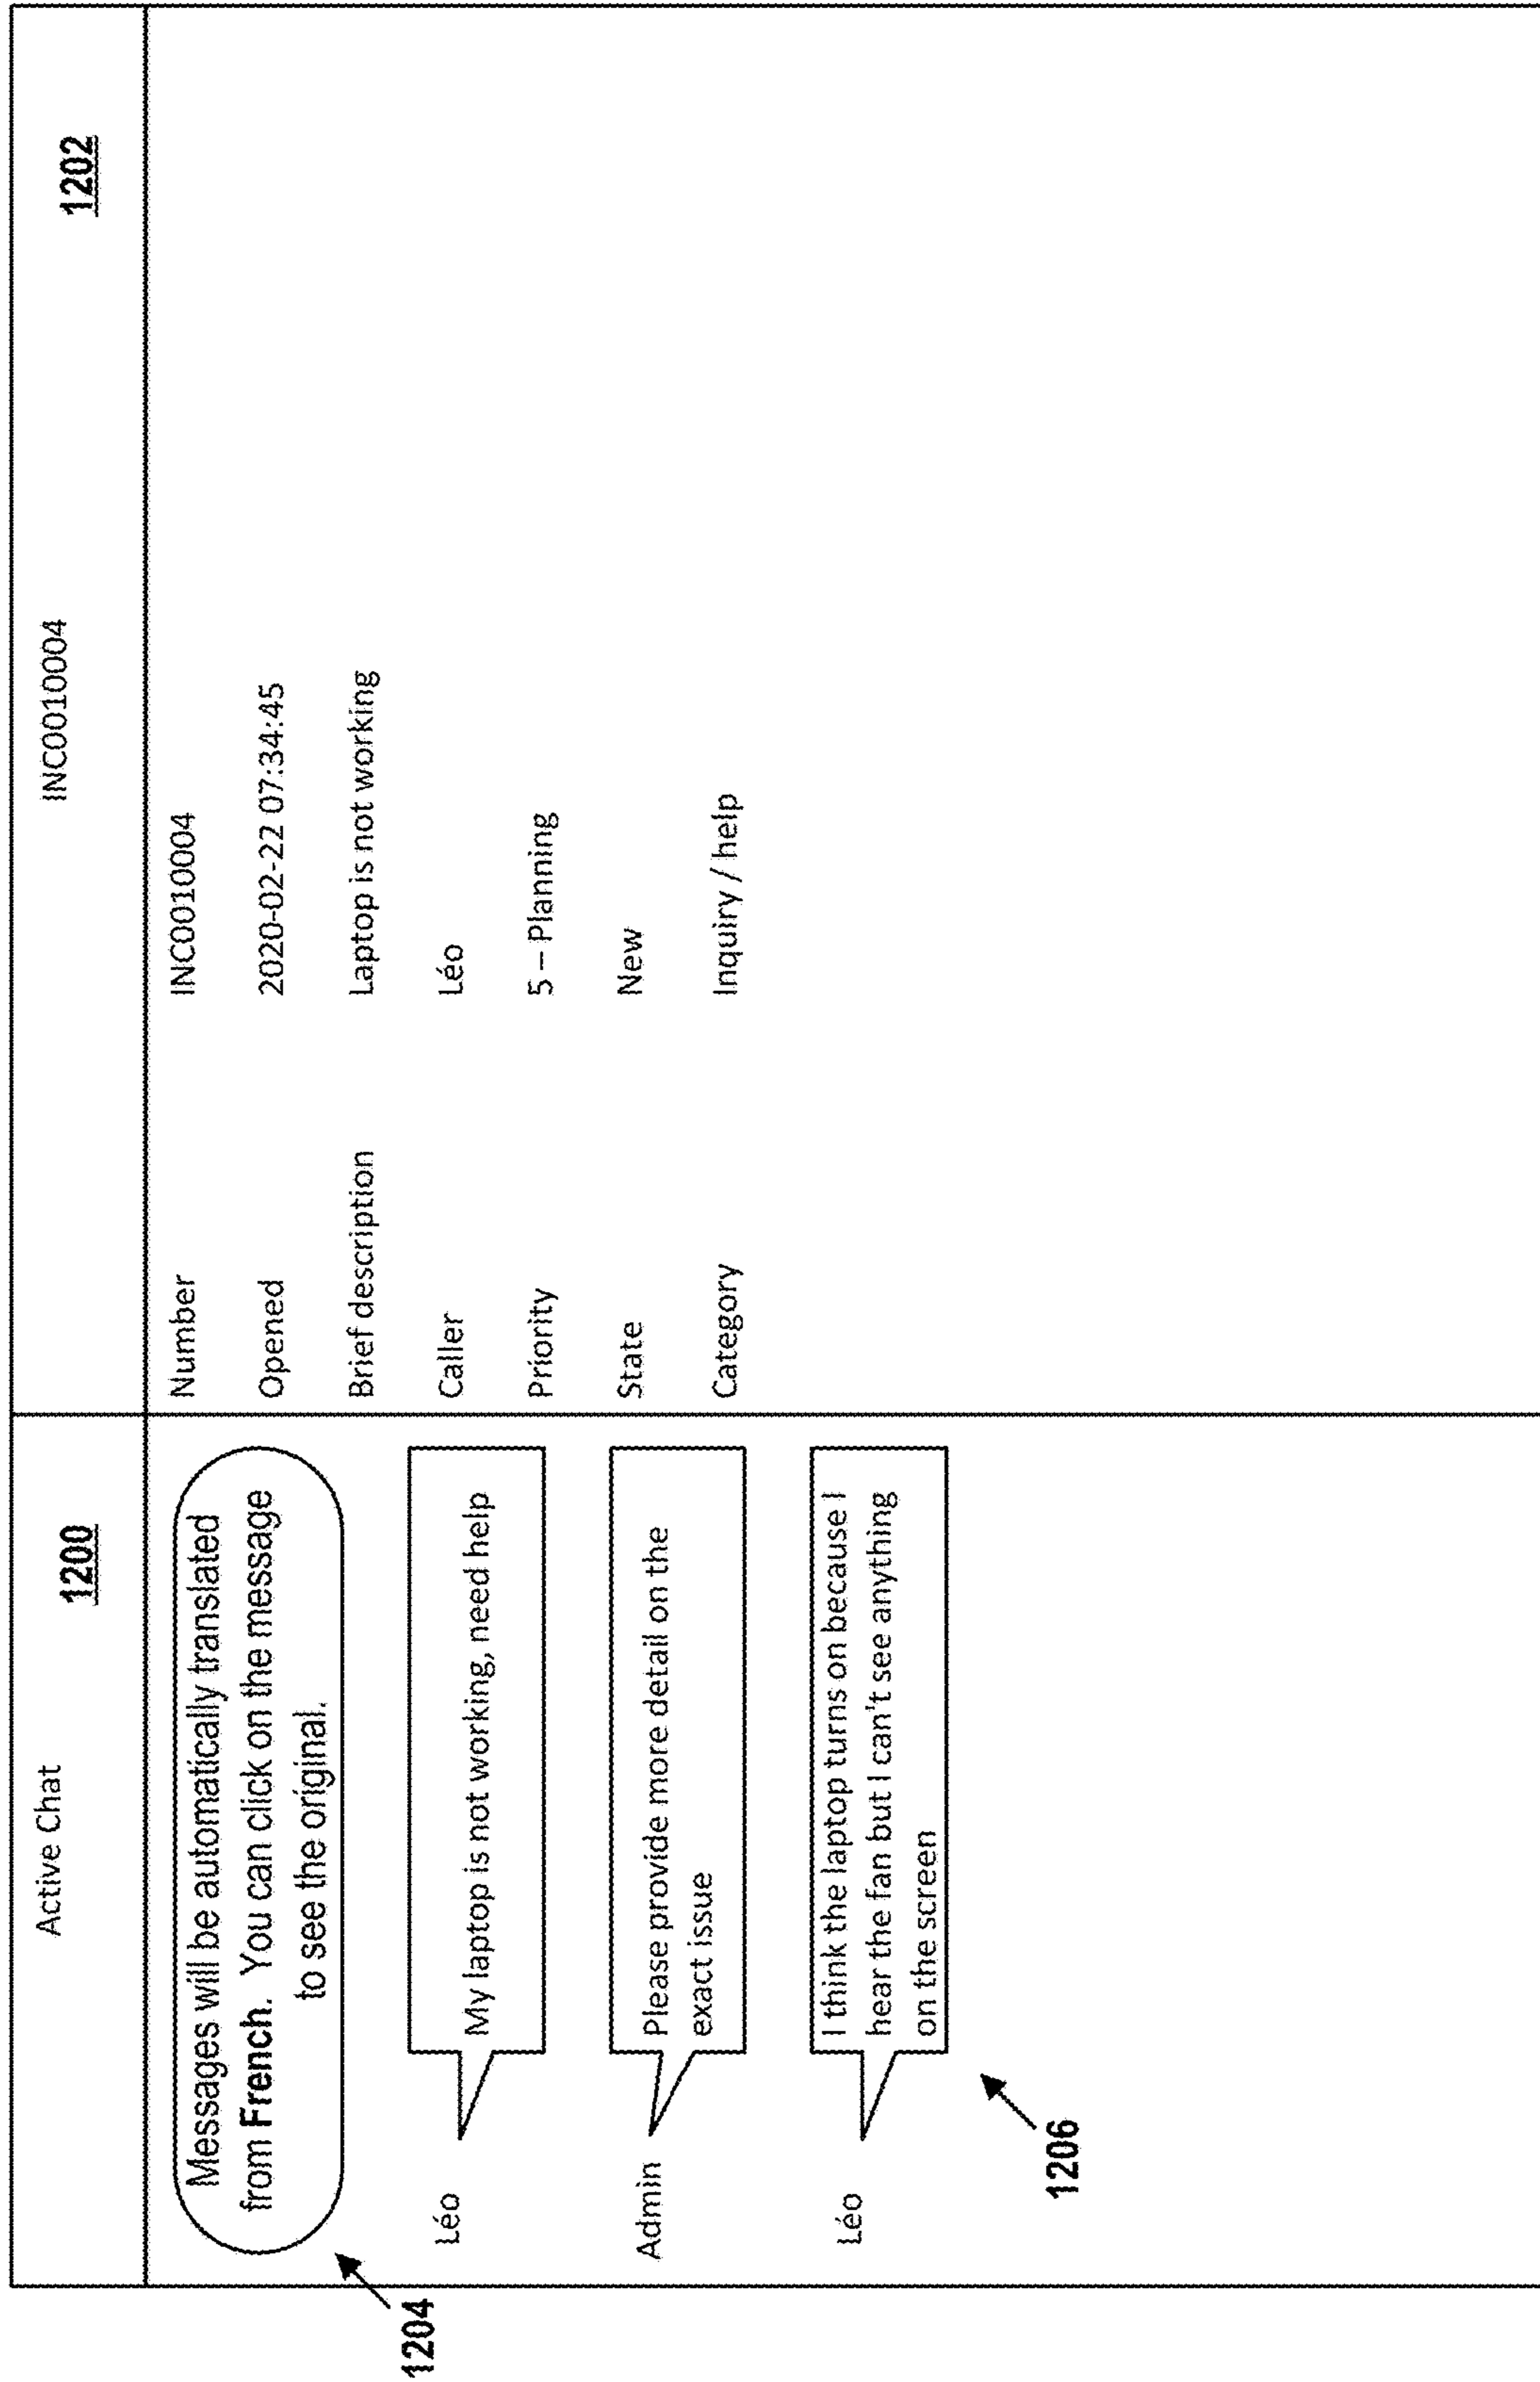 Active Chat
1200
INC0010004
1202
Messages will be automatically translated
from French. You can click on the message
to see the original.
1204
Léo
My laptop is not working, need help
Admin
Please provide more detail on the
exact issue
Léo
I think the laptop turns on because I
hear the fan but I can't see anything
on the screen
1206
Number INC0010004
Opened 2020-02-22 07:34:45
Brief description Laptop is not working
Caller Léo
Priority 5 – Planning
State New
Category Inquiry / help